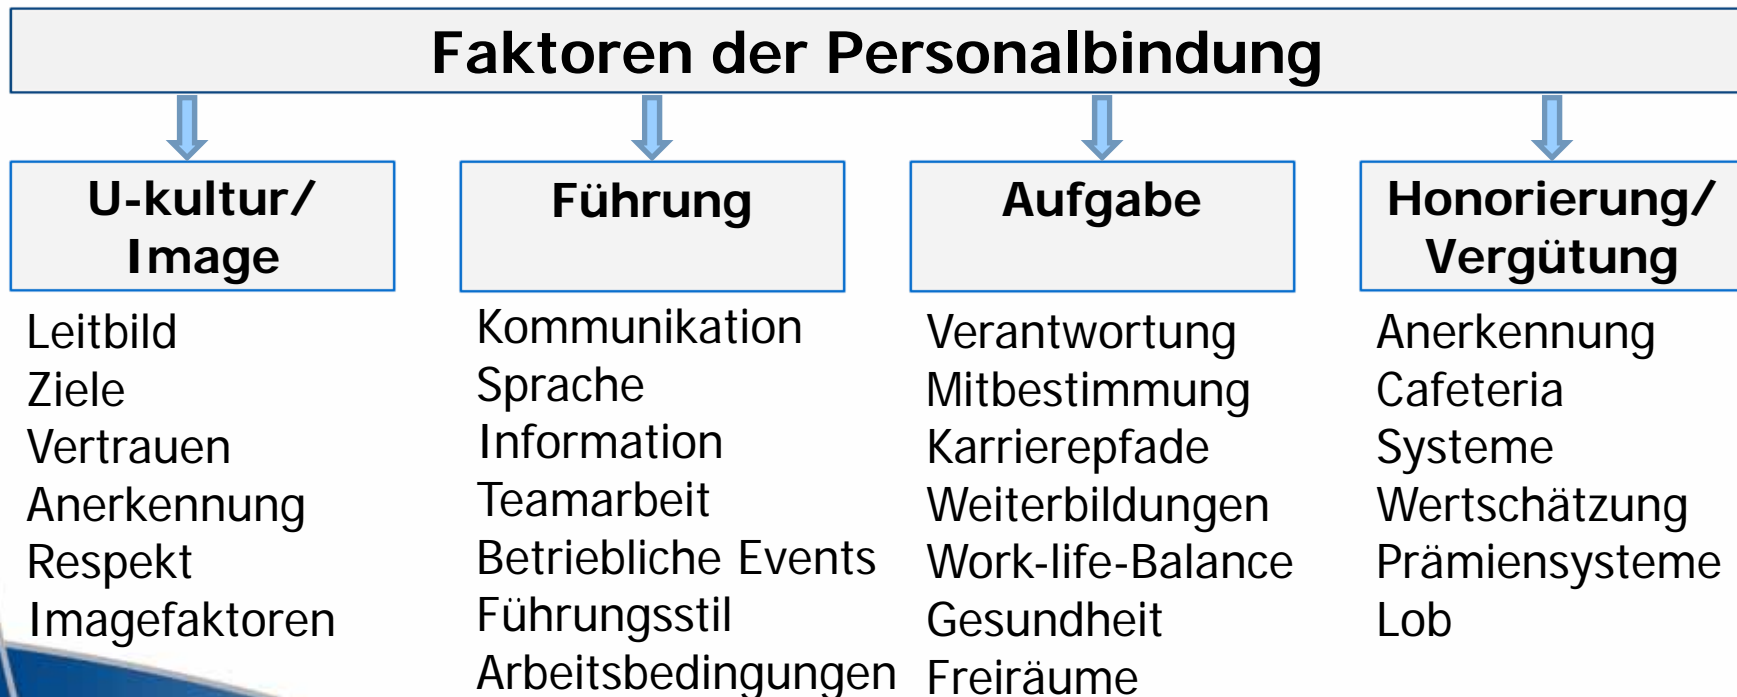 Faktoren der Personalbindung
U-kultur/
Image
Leitbild
Ziele
Vertrauen
Anerkennung
Respekt
Imagefaktoren
Führung
Kommunikation
Sprache
Information
Teamarbeit
Betriebliche Events
Führungsstil
Arbeitsbedingungen
Aufgabe
Verantwortung
Mitbestimmung
Karrierepfade
Weiterbildungen
Work-life-Balance
Gesundheit
Freiräume
Honorierung/
Vergütung
Anerkennung
Cafeteria
Systeme
Wertschätzung
Prämiensysteme
Lob